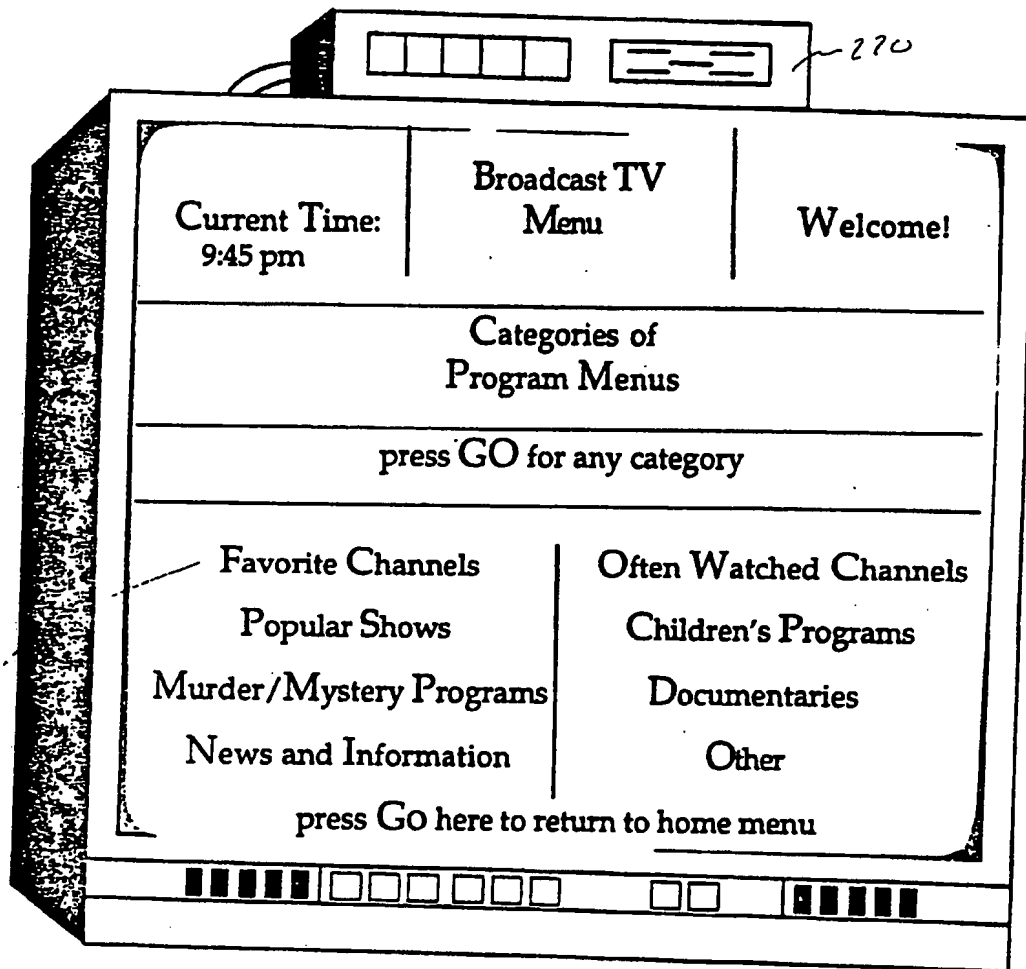 220
Broadcast TV
Menu
Current Time:
9:45 pm
Welcome!
Categories of
Program Menus
press GO for any category
Favorite Channels
Often Watched Channels
Popular Shows
Children's Programs
Murder/Mystery Programs
Documentaries
News and Information
Other
press Go here to return to home menu